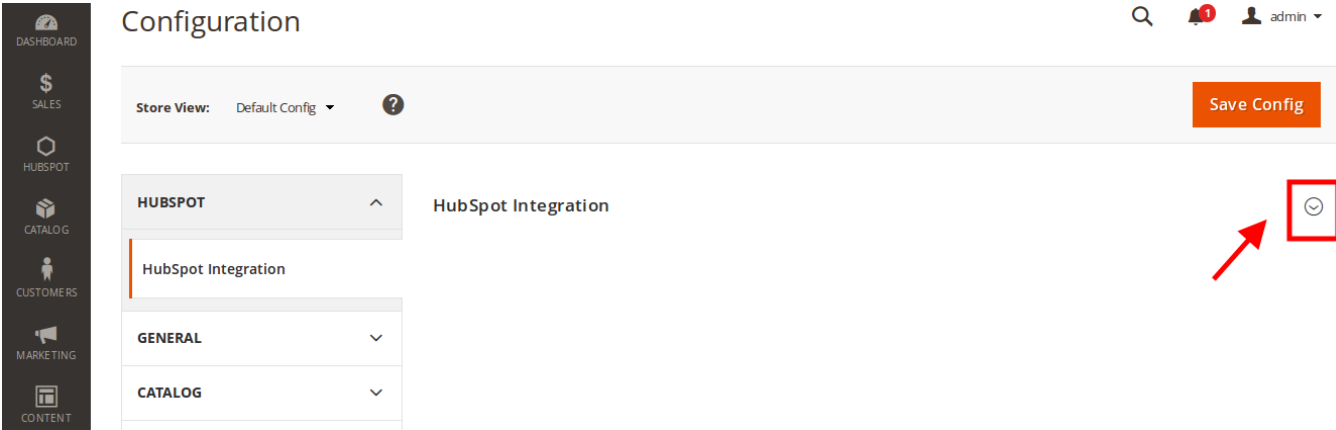 DASHBOARD
SALES
HUBSPOT
CATALOG
CUSTOMERS
MARKETING
CONTENT
Configuration
1
admin
Store View: Default Config ?
Save Config
HUBSPOT
HubSpot Integration
GENERAL
CATALOG
HubSpot Integration